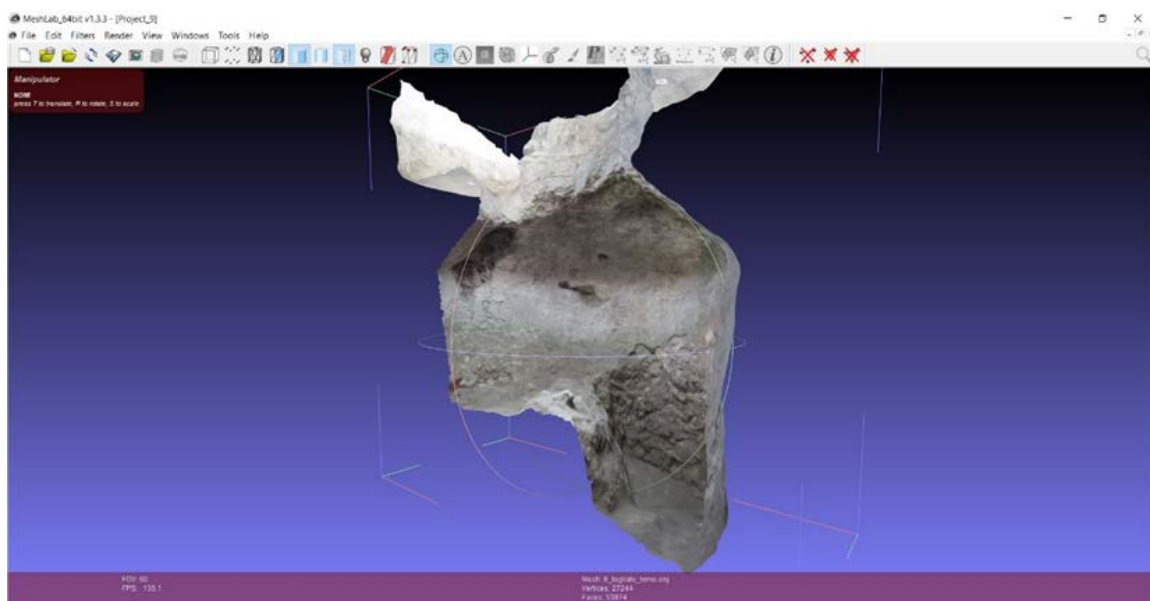 MeshLab_64bit v1.3.3 - [Project_9]
File Edit Filters Render View Windows Tools Help
Manipulator
NONE
press T to translate, R to rotate, S to scale
FOV: 60
FPS: 135.1
Vertices: 27244